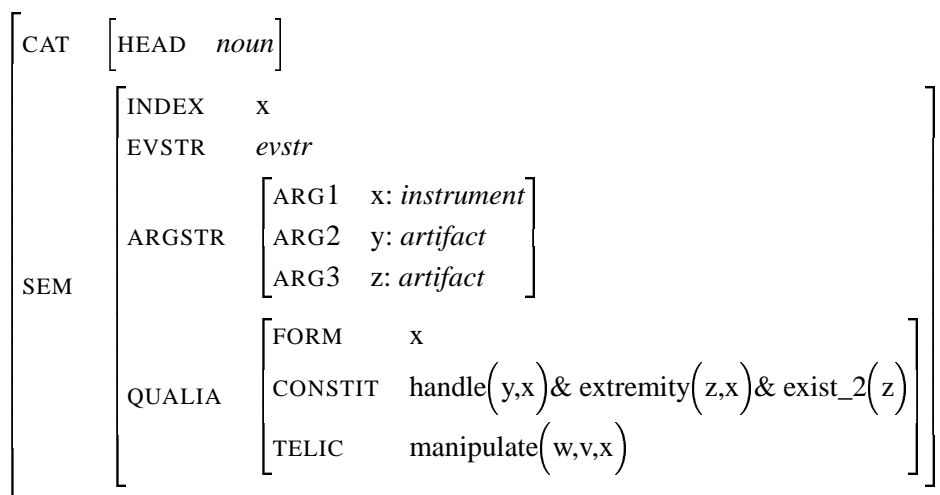 CAT [HEAD noun]
SEM
INDEX x
EVSTR evstr
ARGSTR
ARG1 x: instrument
ARG2 y: artifact
ARG3 z: artifact
QUALIA
FORM x
CONSTIT handle(y,x)& extremity(z,x)& exist_2(z)
TELIC manipulate(w,v,x)